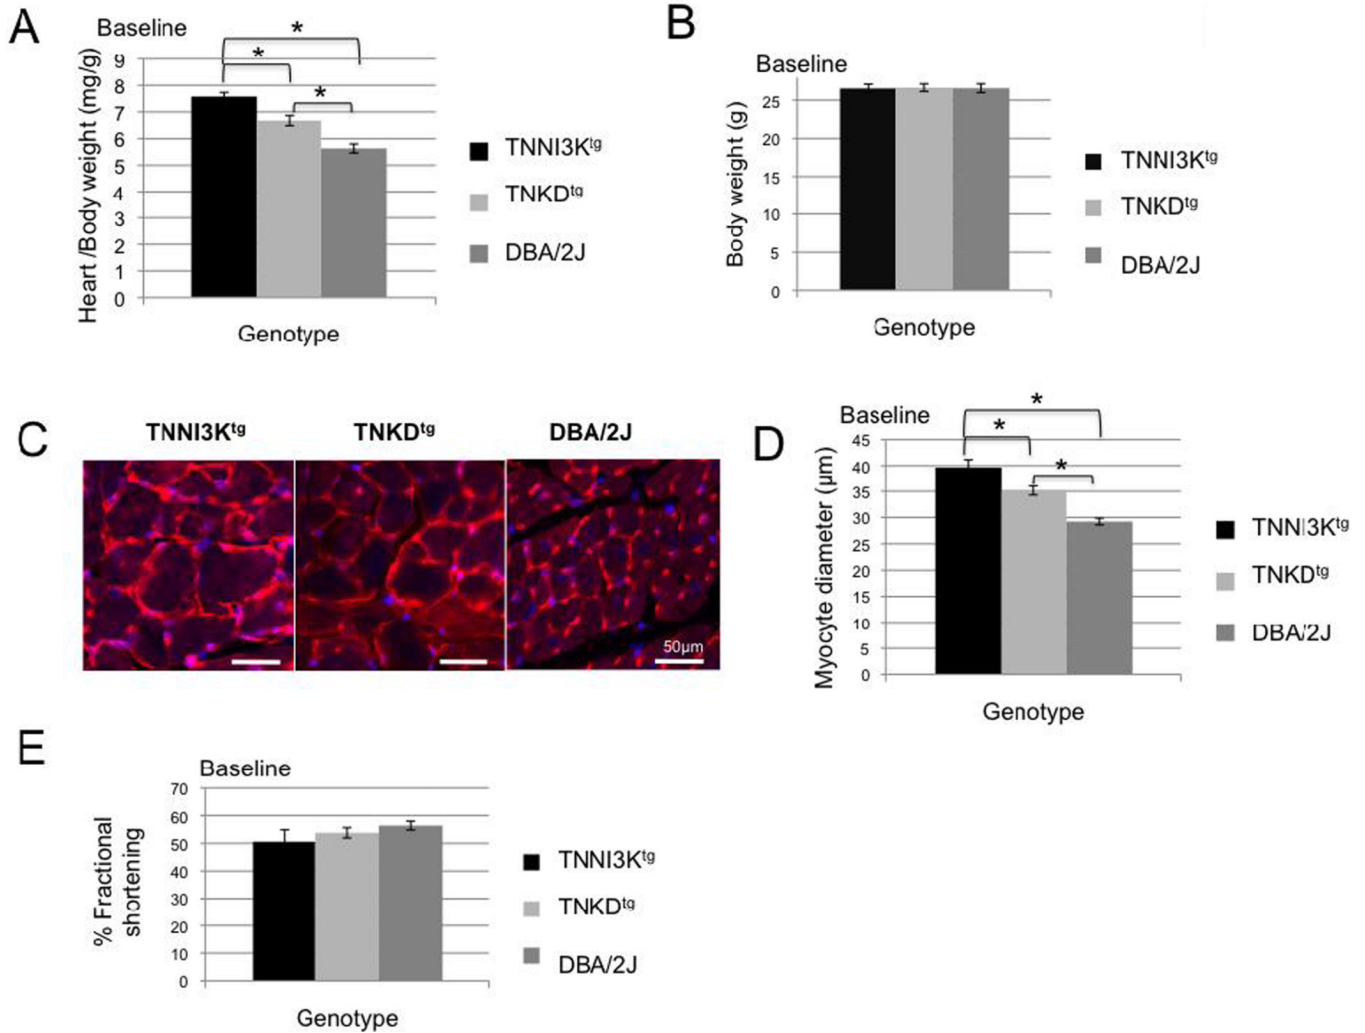 A
Baseline
*
*
*
Heart /Body weight (mg/g)
9
8
7
6
5
4
3
2
1
0
Genotype
TNNI3Ktg
TNKDtg
DBA/2J
B
Baseline
Body weight (g)
25
20
15
10
5
0
Genotype
TNNI3Ktg
TNKDtg
DBA/2J
C
TNNI3Ktg
TNKDtg
DBA/2J
50µm
D
Baseline
*
*
*
Myocyte diameter (µm)
45
40
35
30
25
20
15
10
5
0
Genotype
TNNI3Ktg
TNKDtg
DBA/2J
E
Baseline
% Fractional
shortening
70
60
50
40
30
20
10
0
Genotype
TNNI3Ktg
TNKDtg
DBA/2J